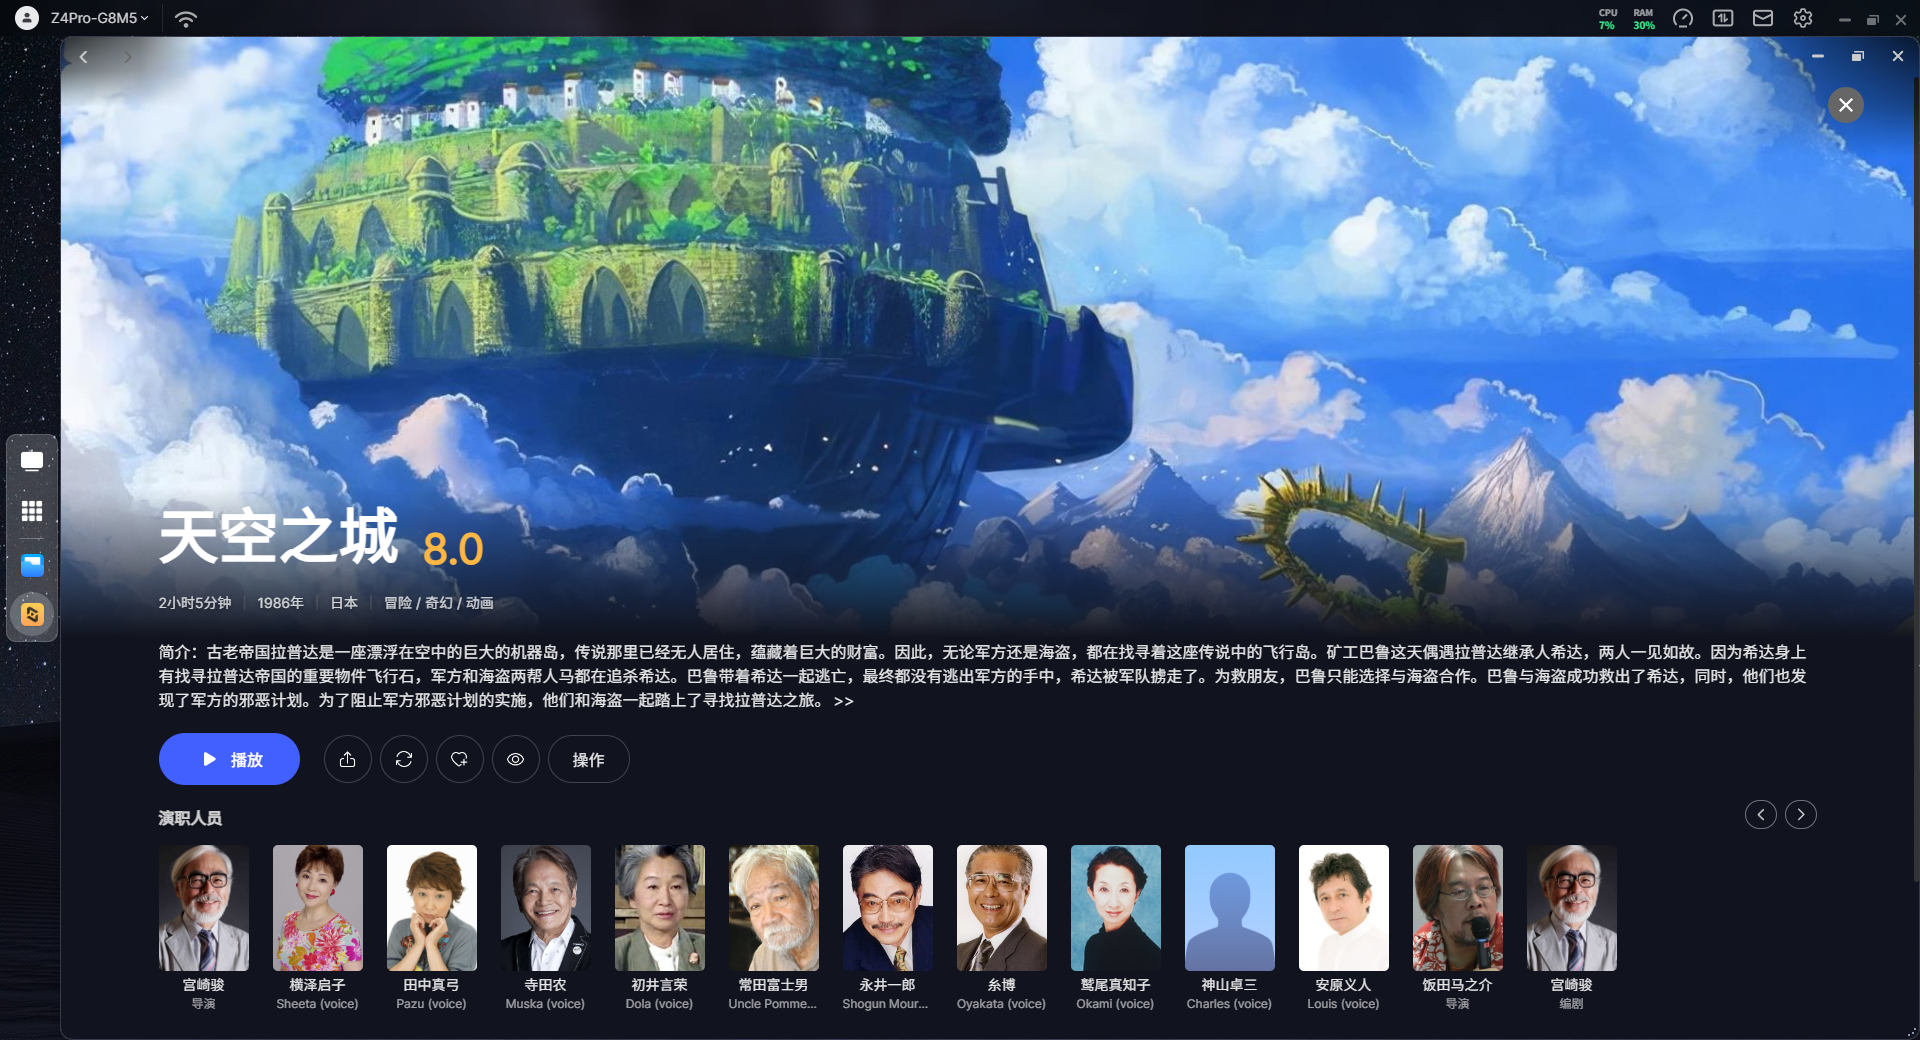 Z4Pro-G8M5
CPU 7%
RAM 30%
天空之城 8.0
2小时5分钟 | 1986年 | 日本 | 冒险 / 奇幻 / 动画
简介：古老帝国拉普达是一座漂浮在空中的巨大的机器岛，传说那里已经无人居住，蕴藏着巨大的财富。因此，无论军方还是海盗，都在找寻着这座传说中的飞行岛。矿工巴鲁这天偶遇拉普达继承人希达，两人一见如故。因为希达身上
有找寻拉普达帝国的重要物件飞行石，军方和海盗两帮人马都在追杀希达。巴鲁带着希达一起逃亡，最终都没有逃出军方的手中，希达被军队掳走了。为救朋友，巴鲁只能选择与海盗合作。巴鲁与海盗成功救出了希达，同时，他们也发
现了军方的邪恶计划。为了阻止军方邪恶计划的实施，他们和海盗一起踏上了寻找拉普达之旅。 >>
播放
操作
演职人员
宫崎骏
导演
横泽启子
Sheeta (voice)
田中真弓
Pazu (voice)
寺田农
Muska (voice)
初井言荣
Dola (voice)
常田富士男
Uncle Pomme...
永井一郎
Shogun Mour...
糸博
Oyakata (voice)
鹫尾真知子
Okami (voice)
神山卓三
Charles (voice)
安原义人
Louis (voice)
饭田马之介
导演
宫崎骏
编剧